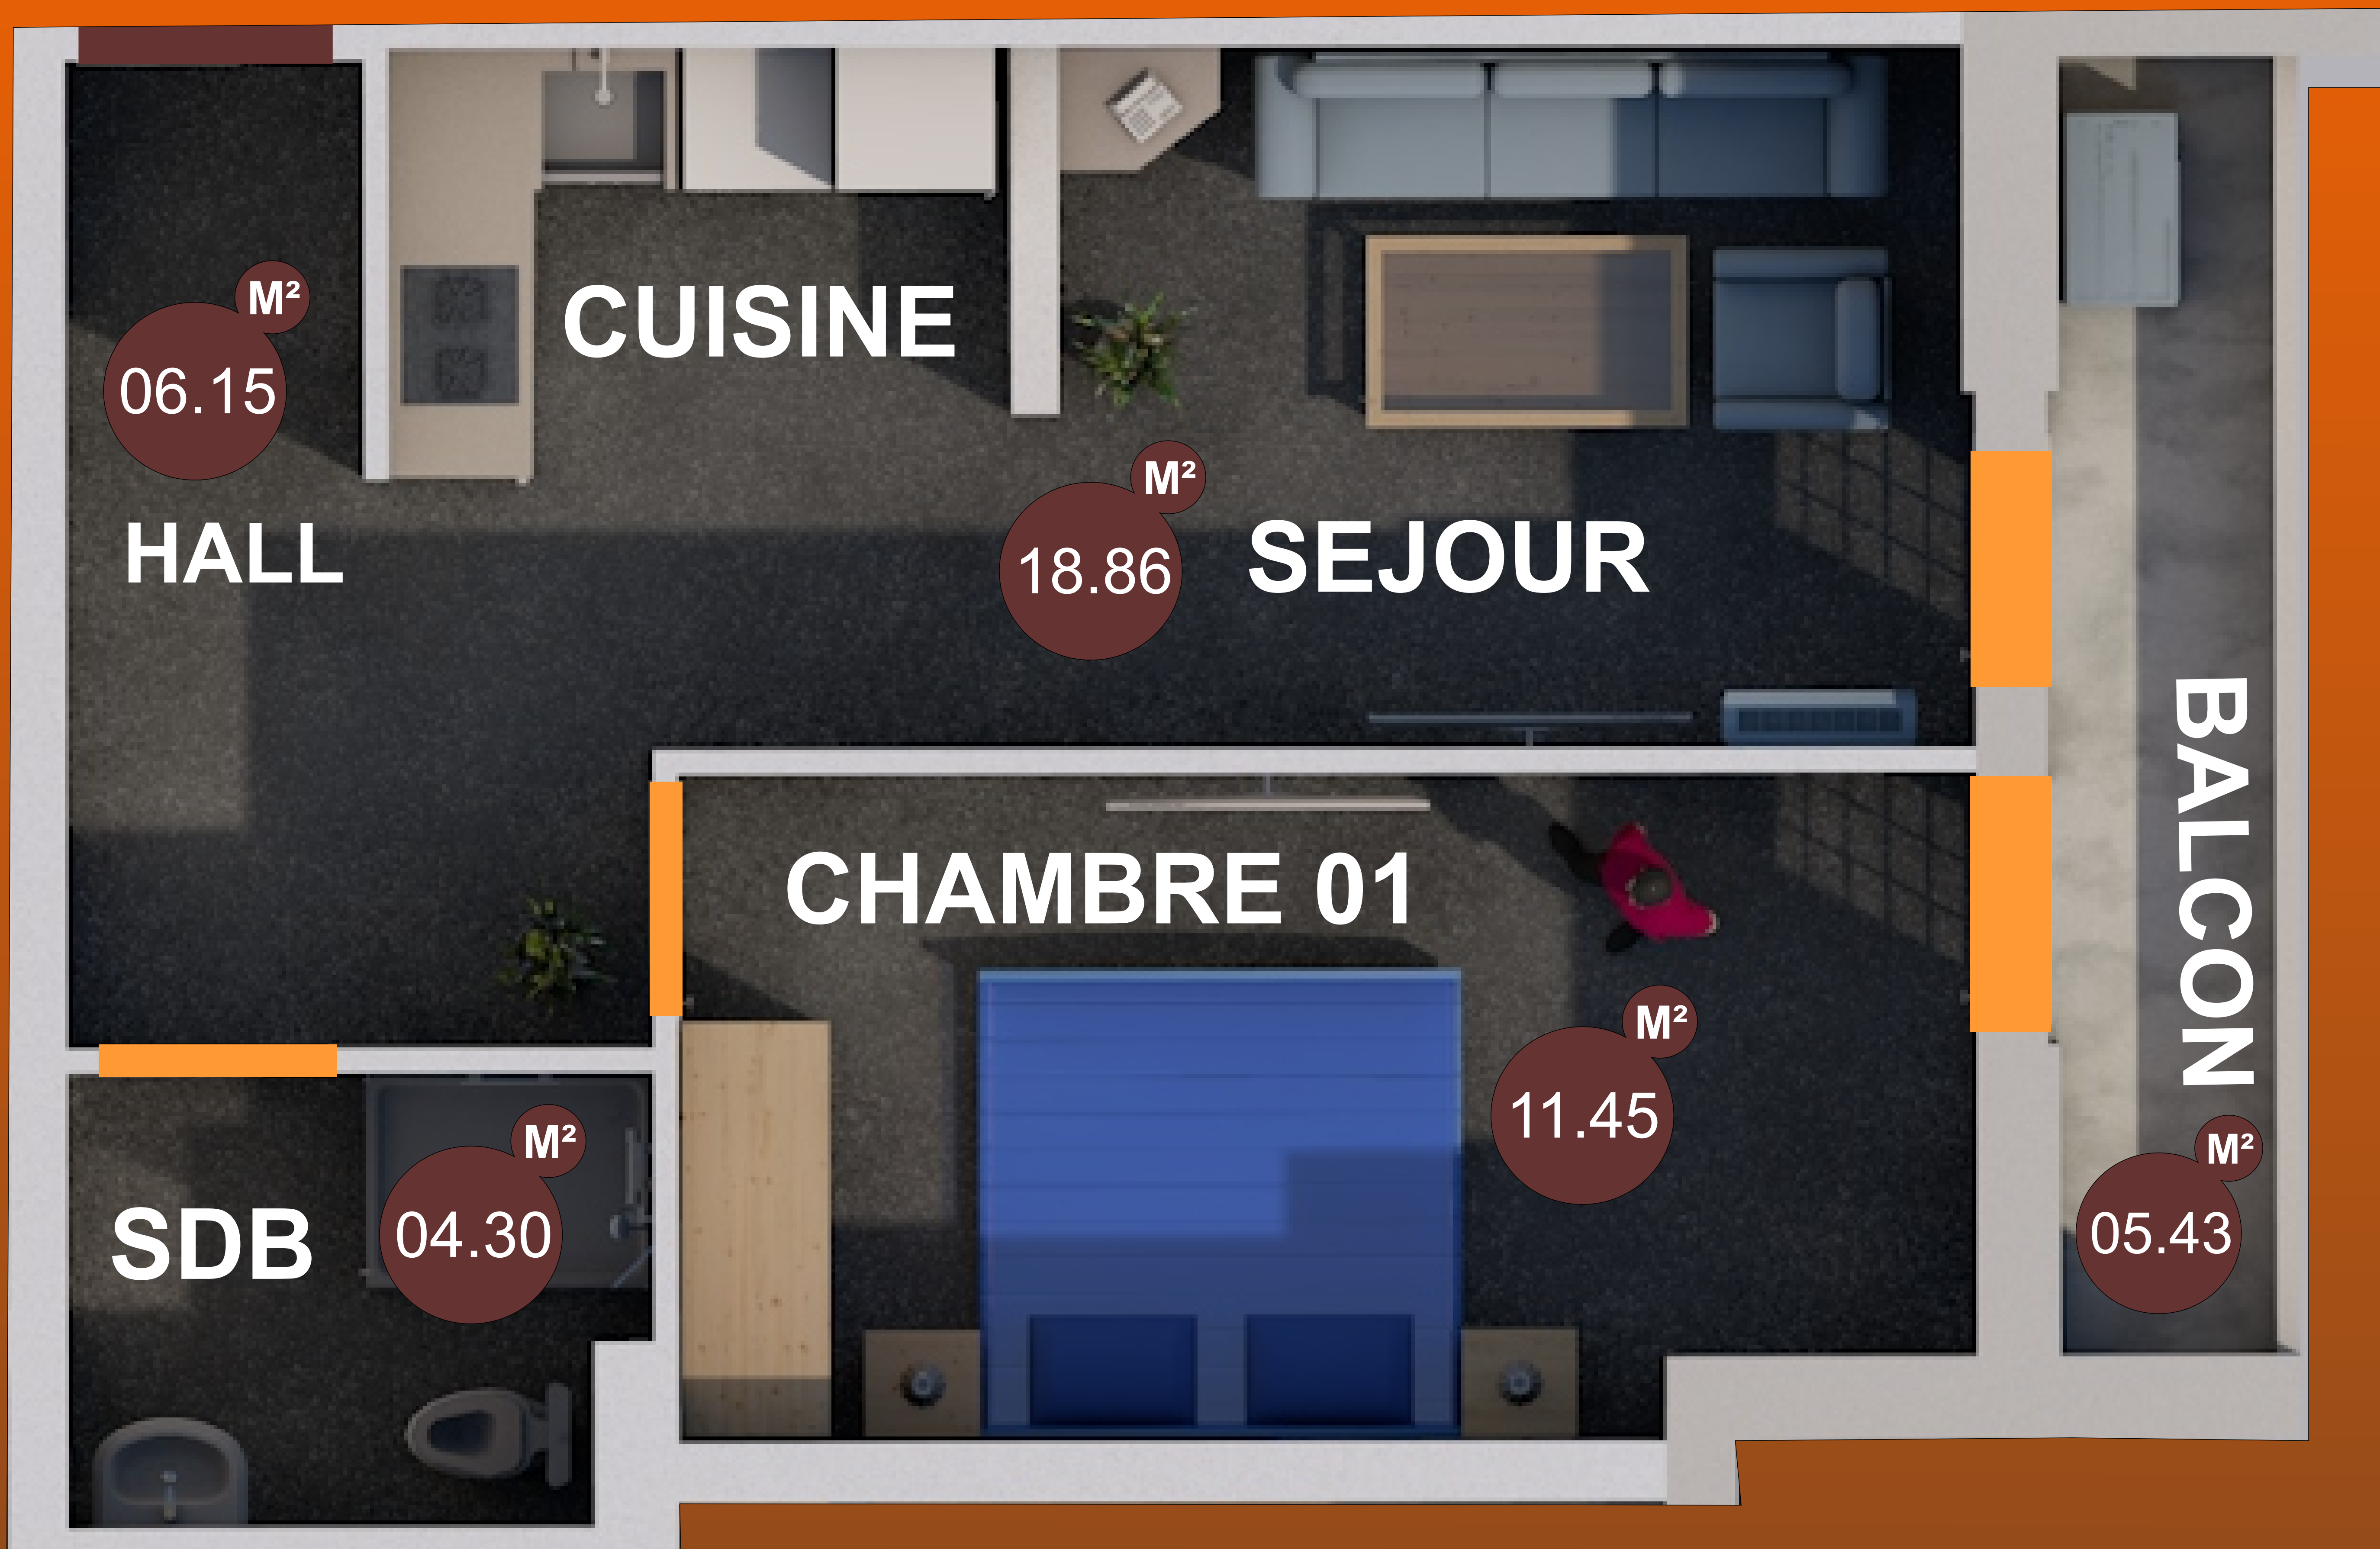 M²
06.15
HALL
CUISINE
M²
18.86
SEJOUR
CHAMBRE 01
M²
11.45
SDB
M²
04.30
BALCON
M²
05.43